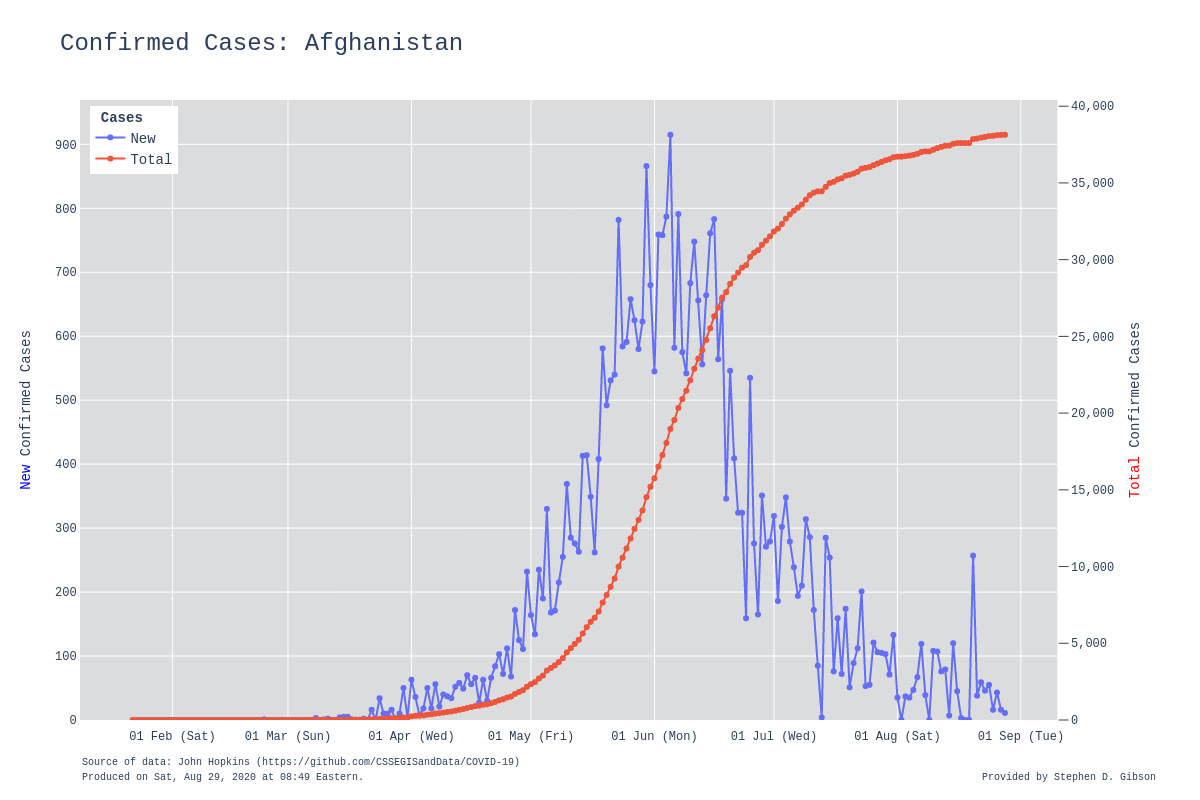 Confirmed Cases: Afghanistan
Cases
New
Total
900
800
700
600
500
400
300
200
100
0
New Confirmed Cases
40,000
35,000
30,000
25,000
20,000
15,000
10,000
5,000
0
Total Confirmed Cases
01 Feb (Sat) 01 Mar (Sun) 01 Apr (Wed) 01 May (Fri) 01 Jun (Mon) 01 Jul (Wed) 01 Aug (Sat) 01 Sep (Tue)
Source of data: John Hopkins (https://github.com/CSSEGISandData/COVID-19)
Produced on Sat, Aug 29, 2020 at 08:49 Eastern.
Provided by Stephen D. Gibson